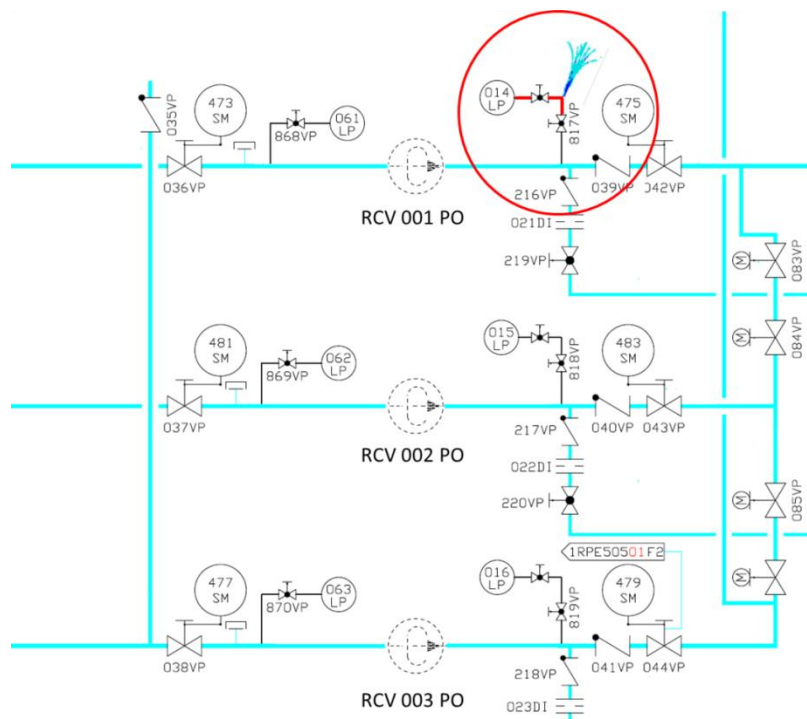 035VP
473
SM
868VP
061
LP
036VP
RCV 001 PO
014
LP
817VP
475
SM
216VP
039VP
042VP
021DI
219VP
083VP
084VP
481
SM
869VP
062
LP
037VP
RCV 002 PO
015
LP
818VP
483
SM
217VP
040VP
043VP
022DI
220VP
085VP
1RPE50501F2
477
SM
870VP
063
LP
038VP
RCV 003 PO
016
LP
819VP
479
SM
218VP
041VP
044VP
023DI
M
M
M
M